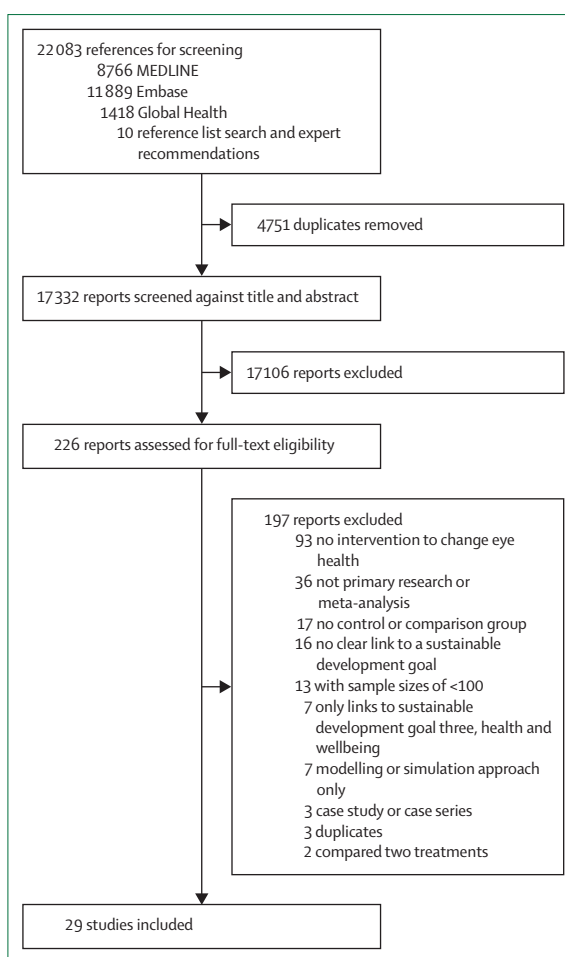 22 083 references for screening
8766 MEDLINE
11 889 Embase
1418 Global Health
10 reference list search and expert
recommendations
4751 duplicates removed
17 332 reports screened against title and abstract
17 106 reports excluded
226 reports assessed for full-text eligibility
197 reports excluded
93 no intervention to change eye
health
36 not primary research or
meta-analysis
17 no control or comparison group
16 no clear link to a sustainable
development goal
13 with sample sizes of <100
7 only links to sustainable
development goal three, health and
wellbeing
7 modelling or simulation approach
only
3 case study or case series
3 duplicates
2 compared two treatments
29 studies included